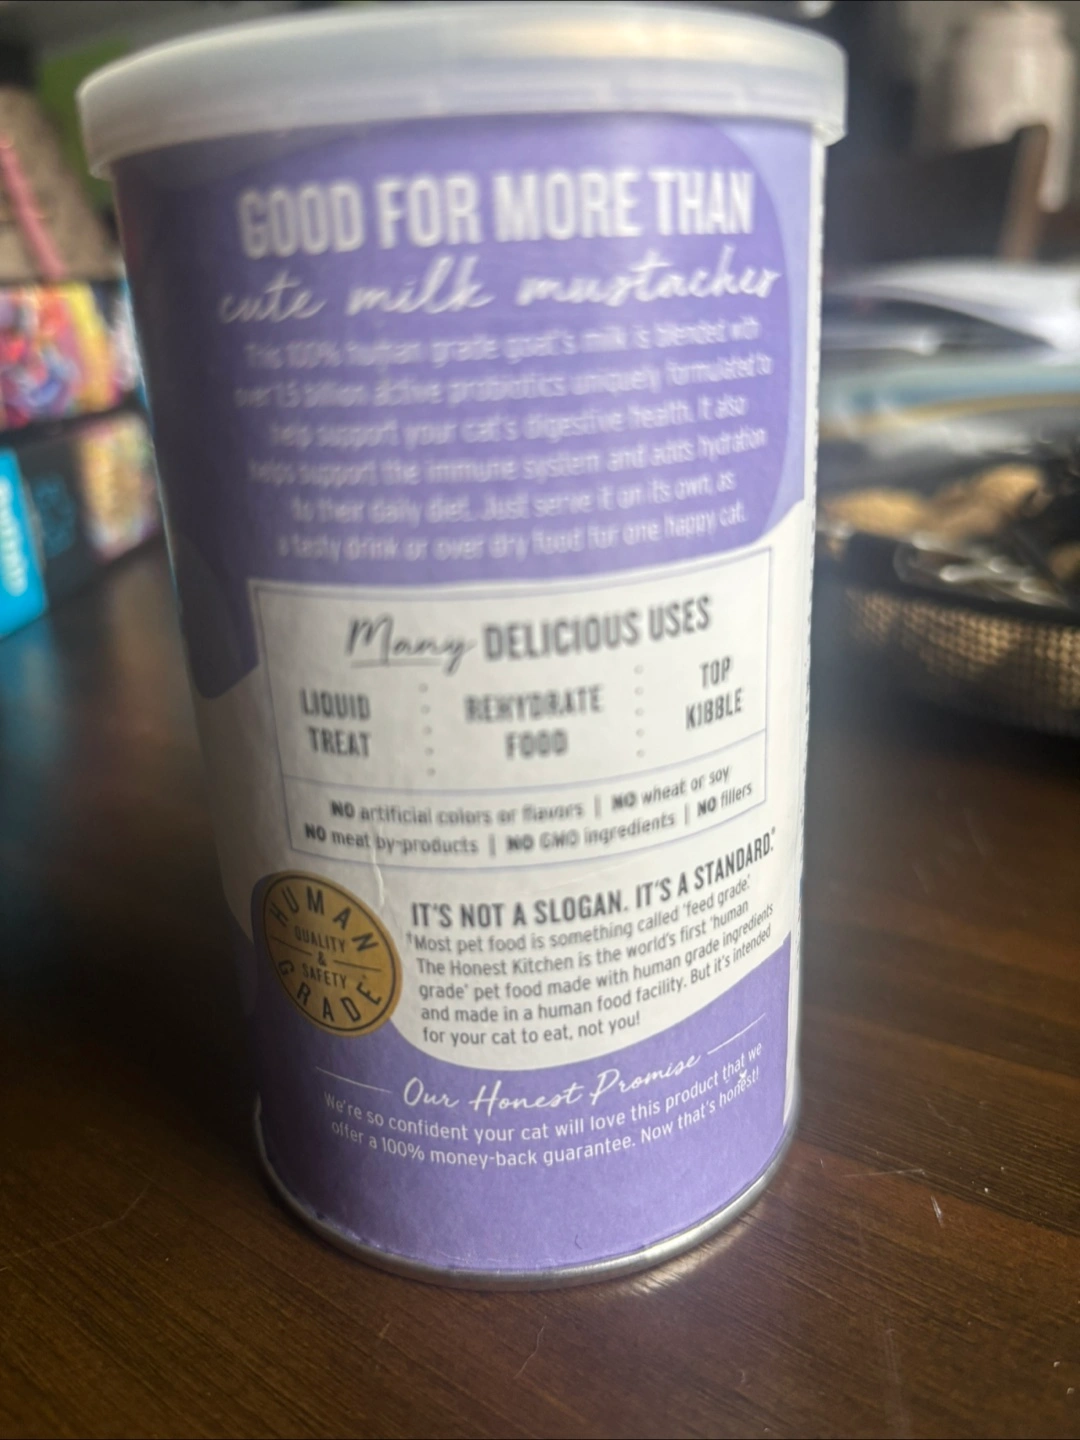 GOOD FOR MORE THAN
cute milk mustaches
This 100% human grade goat's milk is blended with
over 15 billion active probiotics uniquely formulated to
help support your cat's digestive health. It also
helps support the immune system and adds hydration
to their daily diet. Just serve it on its own, as
a tasty drink or over dry food for one happy cat.
Many DELICIOUS USES
LIQUID TREAT
REHYDRATE FOOD
TOP KIBBLE
NO artificial colors or flavors | NO wheat or soy
NO meat by-products | NO GMO ingredients | NO fillers
HUMAN
QUALITY
&
SAFETY
GRADE
IT'S NOT A SLOGAN. IT'S A STANDARD.*
†Most pet food is something called 'feed grade.'
The Honest Kitchen is the world's first 'human
grade' pet food made with human grade ingredients
and made in a human food facility. But it's intended
for your cat to eat, not you!
Our Honest Promise
We're so confident your cat will love this product that we
offer a 100% money-back guarantee. Now that's honest!